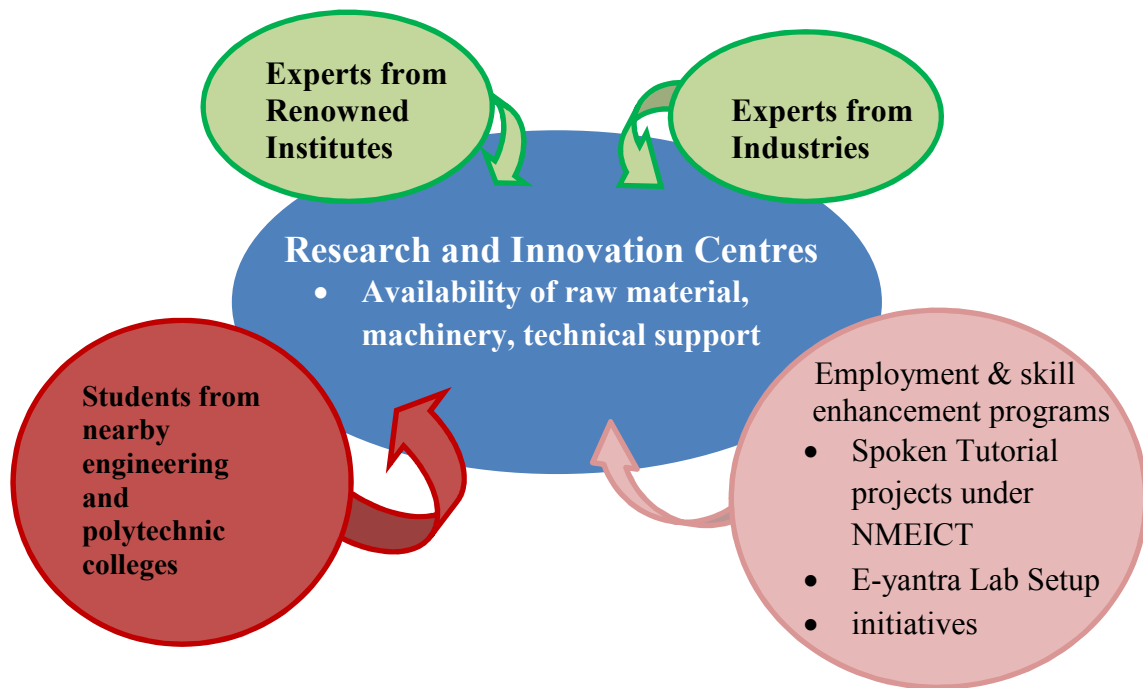 Experts from
Renowned
Institutes
Experts from
Industries
Research and Innovation Centres
• Availability of raw material,
machinery, technical support
Students from
nearby
engineering
and
polytechnic
colleges
Employment & skill
enhancement programs
• Spoken Tutorial
projects under
NMEICT
• E-yantra Lab Setup
• initiatives